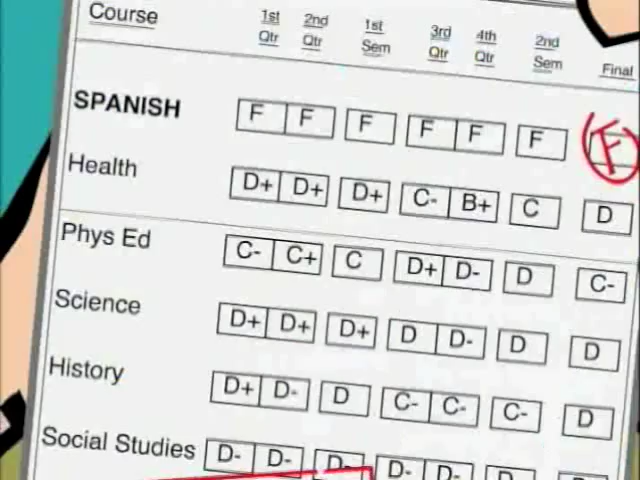 Course 1st Qtr 2nd Qtr 1st Sem 3rd Qtr 4th Qtr 2nd Sem Final
SPANISH F F F F F F F
Health D+ D+ D+ C- B+ C D
Phys Ed C- C+ C D+ D- D C-
Science D+ D+ D+ D D- D D
History D+ D- D C- C- C- D
Social Studies D- D- D- D- D-